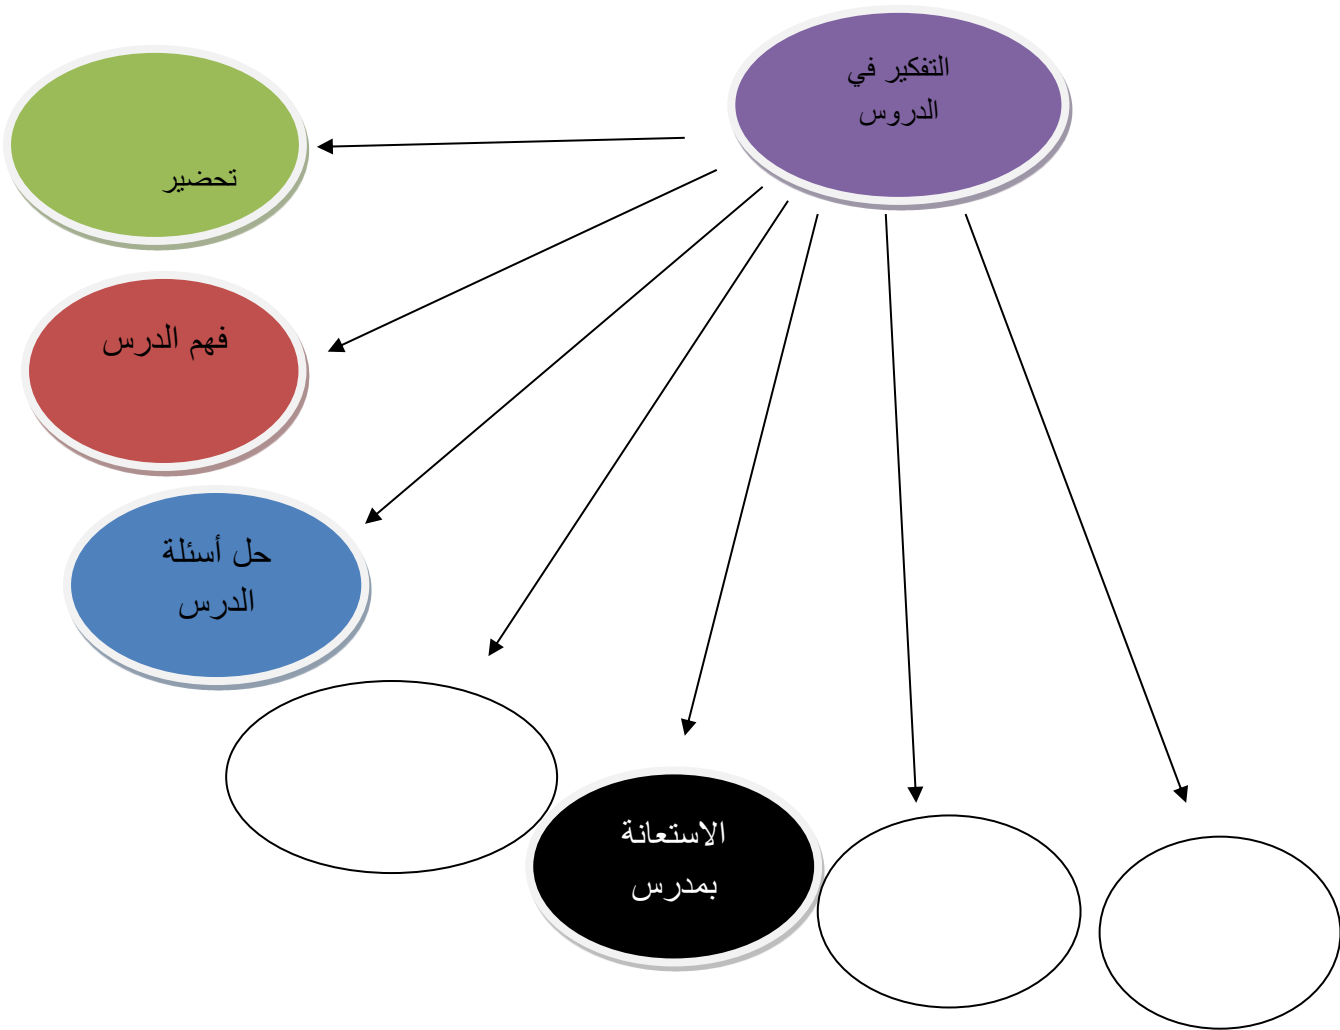 التفكير في
الدروس
تحضير
فهم الدرس
حل أسئلة
الدرس
الاستعانة
بمدرس